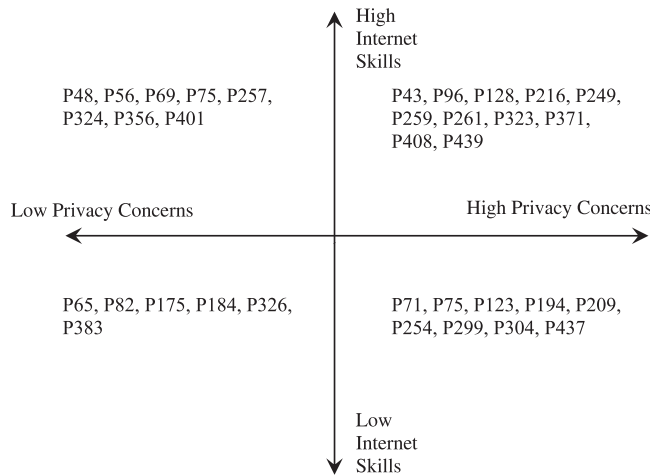 High
Internet
Skills
P48, P56, P69, P75, P257,
P324, P356, P401
P43, P96, P128, P216, P249,
P259, P261, P323, P371,
P408, P439
Low Privacy Concerns
High Privacy Concerns
P65, P82, P175, P184, P326,
P383
P71, P75, P123, P194, P209,
P254, P299, P304, P437
Low
Internet
Skills